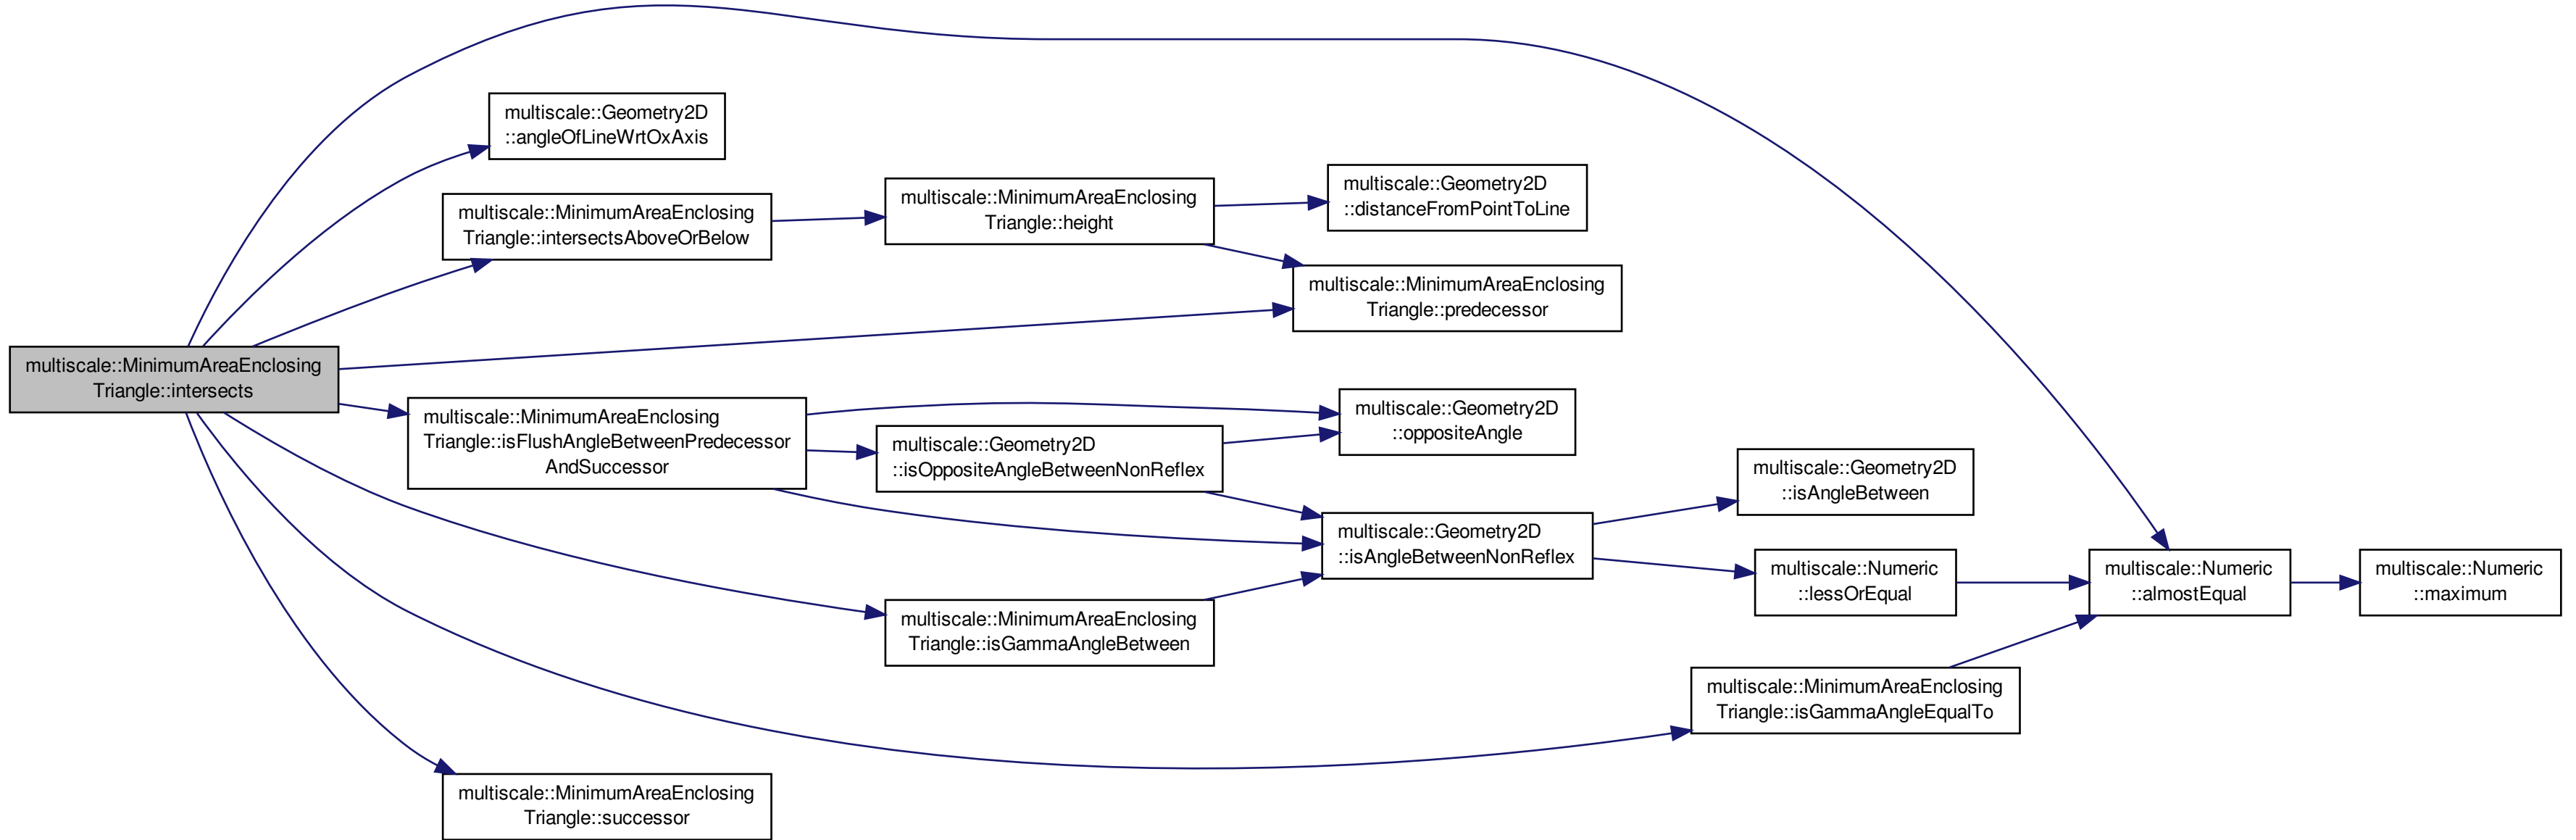 multiscale::Geometry2D
::angleOfLineWrtOxAxis
multiscale::MinimumAreaEnclosing
Triangle::intersectsAboveOrBelow
multiscale::MinimumAreaEnclosing
Triangle::height
multiscale::Geometry2D
::distanceFromPointToLine
multiscale::MinimumAreaEnclosing
Triangle::predecessor
multiscale::MinimumAreaEnclosing
Triangle::intersects
multiscale::MinimumAreaEnclosing
Triangle::isFlushAngleBetweenPredecessor
AndSuccessor
multiscale::Geometry2D
::isOppositeAngleBetweenNonReflex
multiscale::Geometry2D
::oppositeAngle
multiscale::Geometry2D
::isAngleBetweenNonReflex
multiscale::Geometry2D
::isAngleBetween
multiscale::Numeric
::lessOrEqual
multiscale::Numeric
::almostEqual
multiscale::Numeric
::maximum
multiscale::MinimumAreaEnclosing
Triangle::isGammaAngleBetween
multiscale::MinimumAreaEnclosing
Triangle::isGammaAngleEqualTo
multiscale::MinimumAreaEnclosing
Triangle::successor